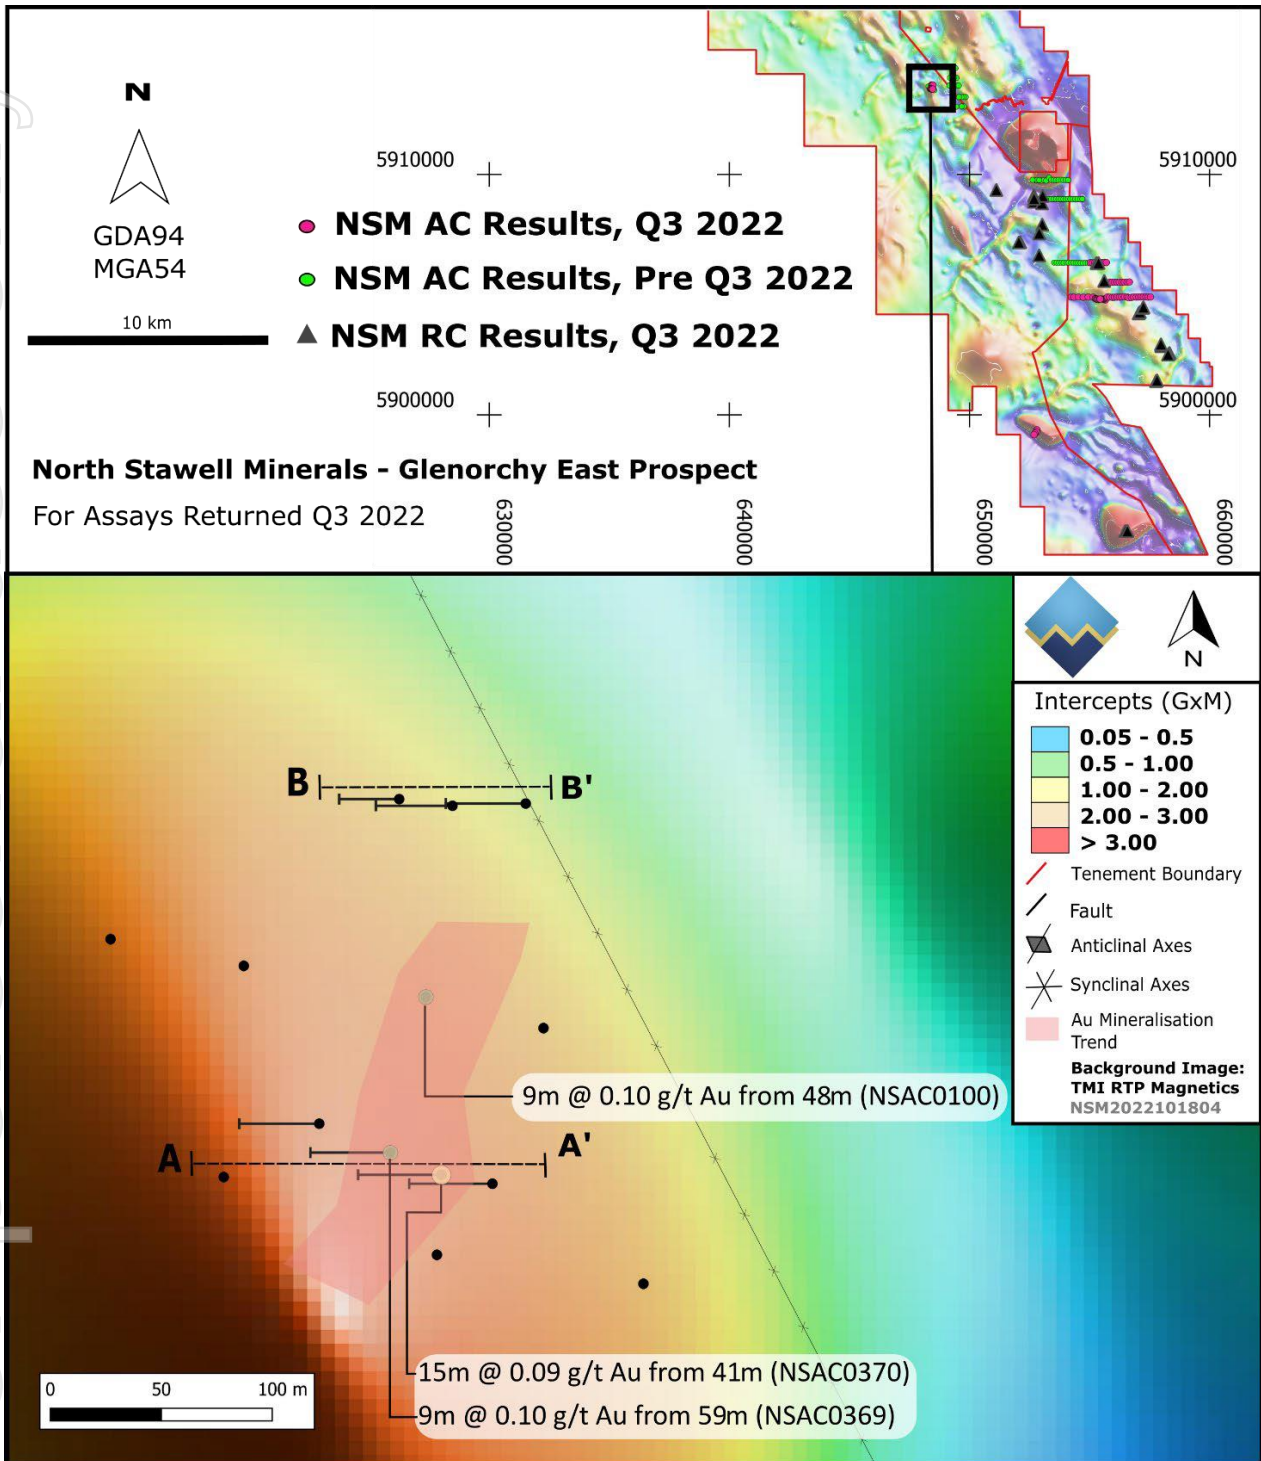 N
GDA94
MGA54
10 km
NSM AC Results, Q3 2022
NSM AC Results, Pre Q3 2022
NSM RC Results, Q3 2022
5910000
5910000
5900000
5900000
North Stawell Minerals - Glenorchy East Prospect
For Assays Returned Q3 2022
630000
640000
650000
660000
N
Intercepts (GxM)
0.05 - 0.5
0.5 - 1.00
1.00 - 2.00
2.00 - 3.00
> 3.00
Tenement Boundary
Fault
Anticlinal Axes
Synclinal Axes
Au Mineralisation
Trend
Background Image:
TMI RTP Magnetics
NSM2022101804
B
B'
9m @ 0.10 g/t Au from 48m (NSAC0100)
A
A'
15m @ 0.09 g/t Au from 41m (NSAC0370)
9m @ 0.10 g/t Au from 59m (NSAC0369)
0 50 100 m